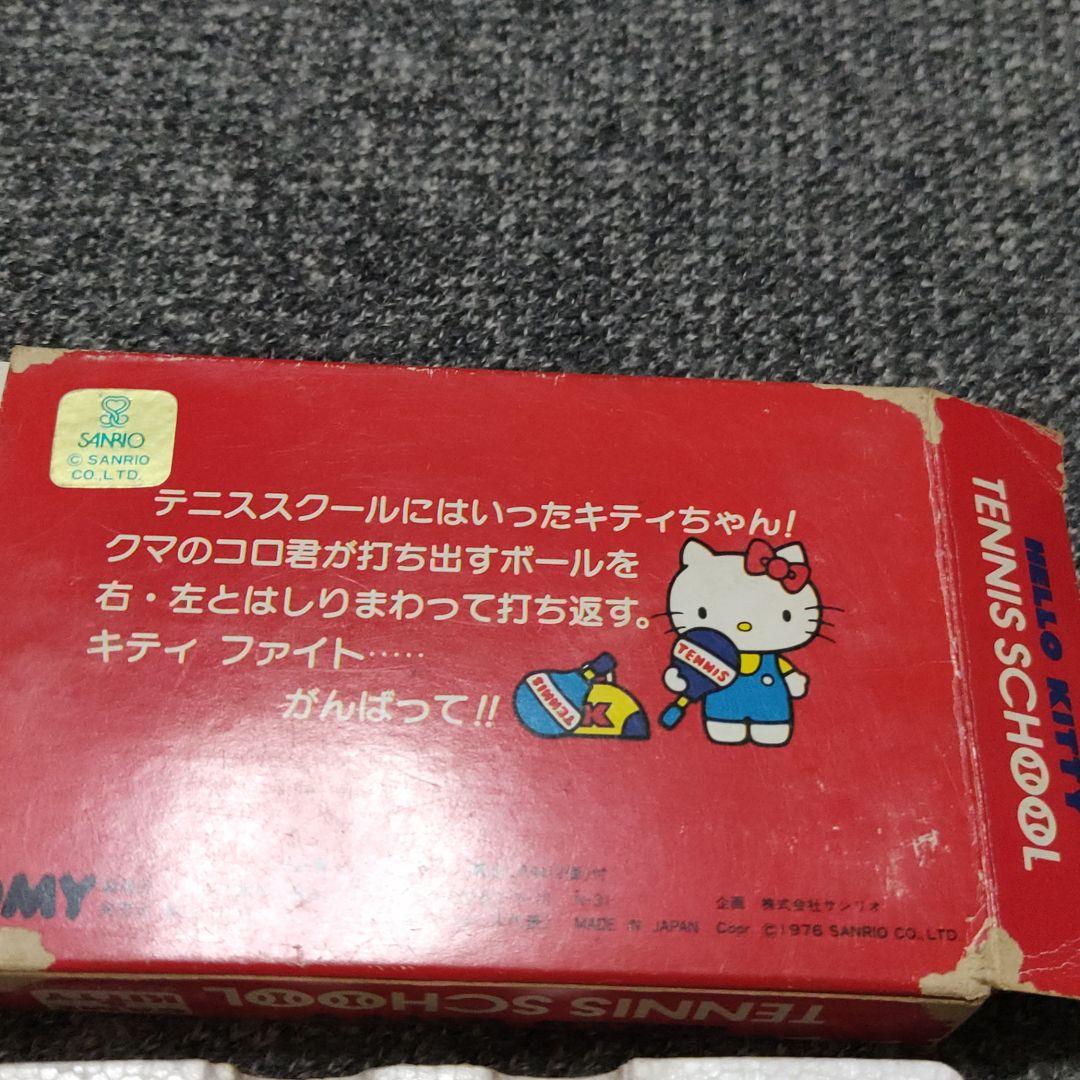 SANRIO
© SANRIO
CO.,LTD.
テニススクールにはいったキティちゃん!
クマのコロ君が打ち出すボールを
右・左とはしりまわって打ち返す。
キティ ファイト……
がんばって!!
TENNIS
TENNIS
K
HELLO KITTY
TENNIS SCHOOL
OMY
企画 株式会社サンリオ
MADE IN JAPAN Copr. ©1976 SANRIO CO.,LTD.
TENNIS SCHOOL